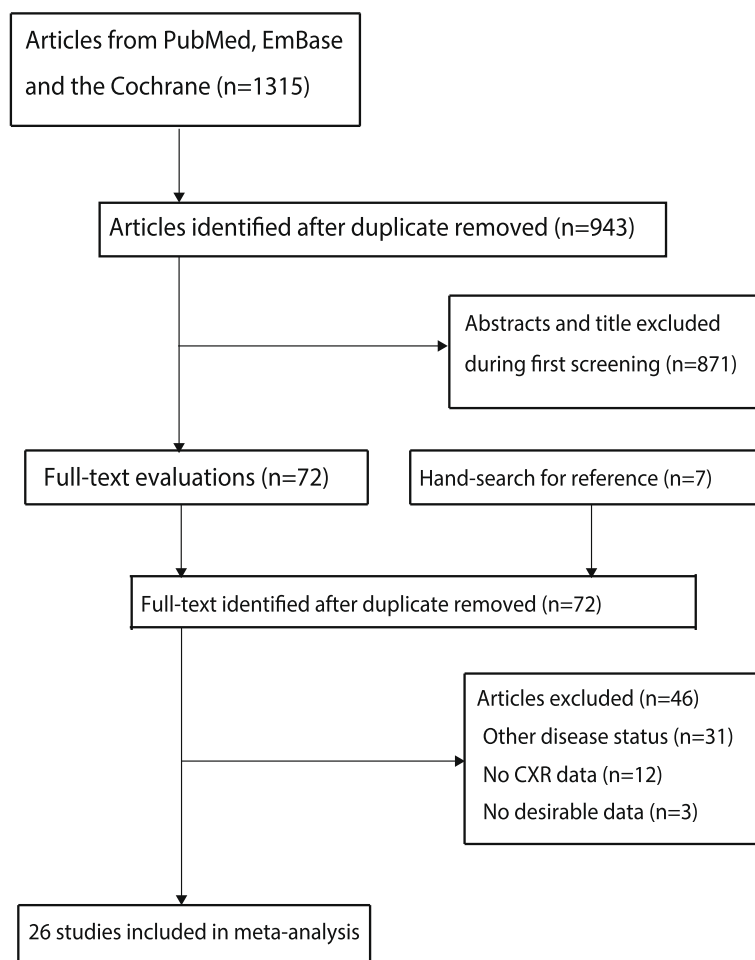 Articles from PubMed, EmBase
and the Cochrane (n=1315)
Articles identified after duplicate removed (n=943)
Abstracts and title excluded
during first screening (n=871)
Full-text evaluations (n=72)
Hand-search for reference (n=7)
Full-text identified after duplicate removed (n=72)
Articles excluded (n=46)
Other disease status (n=31)
No CXR data (n=12)
No desirable data (n=3)
26 studies included in meta-analysis